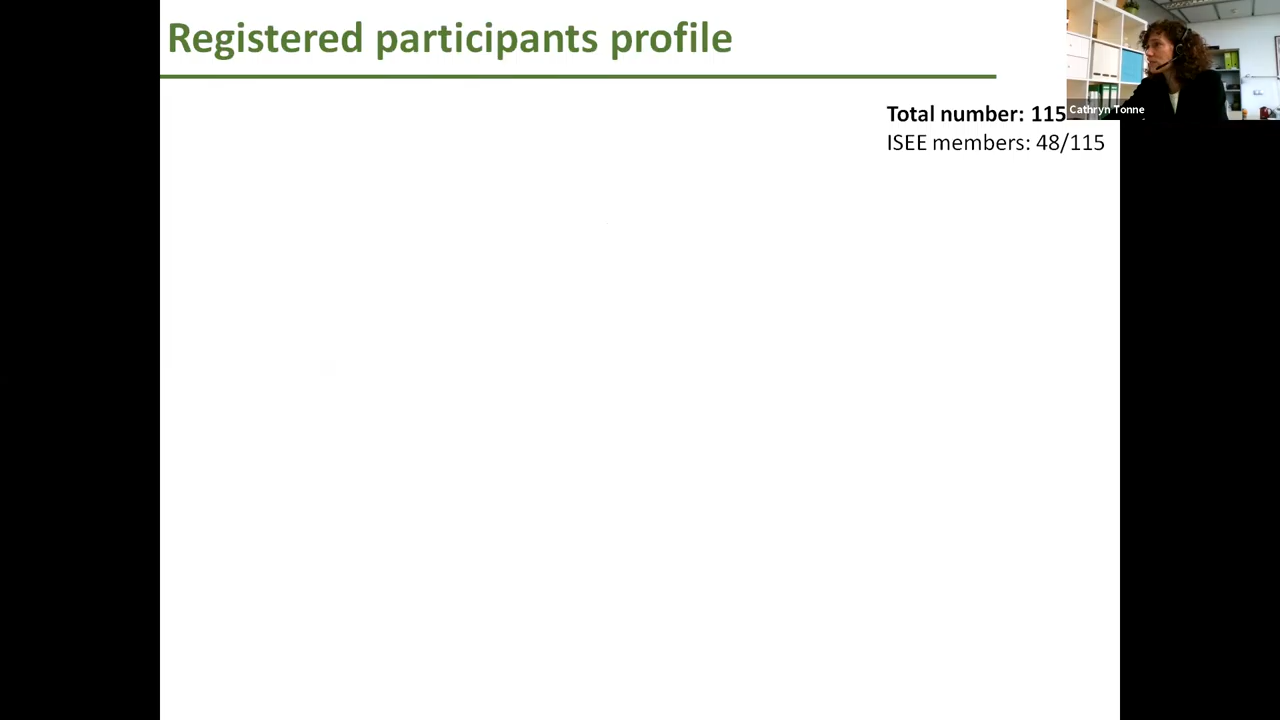 Registered participants profile
Total number: 115
Cathryn Tonne
ISEE members: 48/115